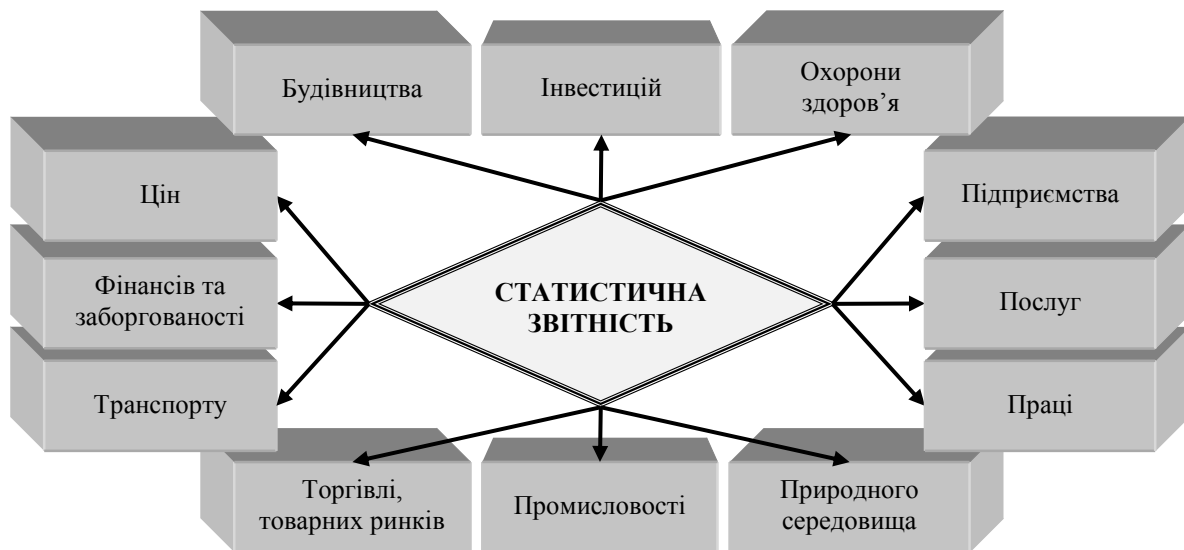 Будівництва
Інвестицій
Охорони
здоров’я
Цін
Підприємства
Фінансів та
заборгованості
СТАТИСТИЧНА
ЗВІТНІСТЬ
Послуг
Транспорту
Праці
Торгівлі,
товарних ринків
Промисловості
Природного
середовища